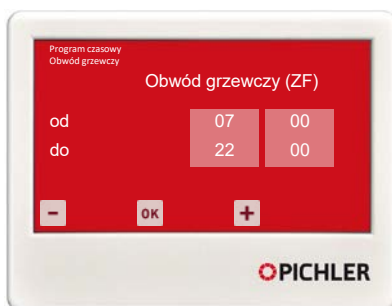 Program czasowy
Obwód grzewczy
Obwód grzewczy (ZF)
od 07 00
do 22 00
- OK +
PICHLER